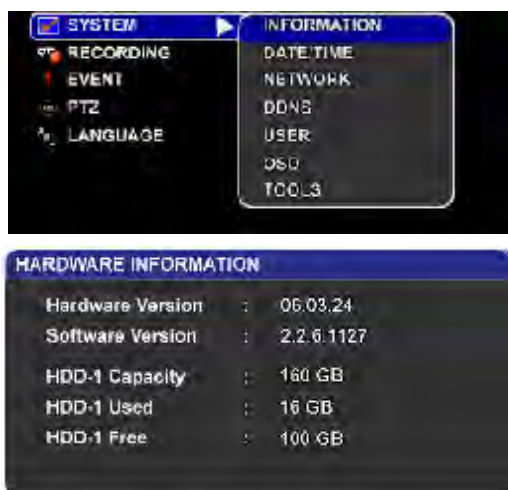 SYSTEM
INFORMATION
RECORDING
DATE/TIME
EVENT
NETWORK
PTZ
DDNS
LANGUAGE
USER
OSD
TOOLS
HARDWARE INFORMATION
Hardware Version : 06.03.24
Software Version : 2.2.6.1127
HDD-1 Capacity : 160 GB
HDD-1 Used : 16 GB
HDD-1 Free : 100 GB